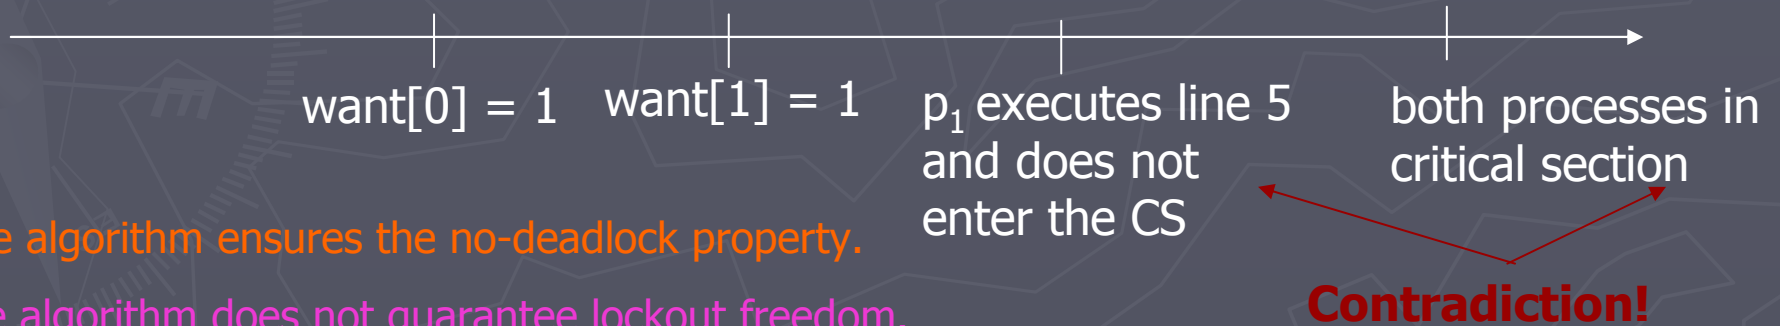 want[0] = 1
want[1] = 1
p1 executes line 5
and does not
enter the CS
both processes in
critical section
e algorithm ensures the no-deadlock property.
e algorithm does not guarantee lockout freedom.
Contradiction!